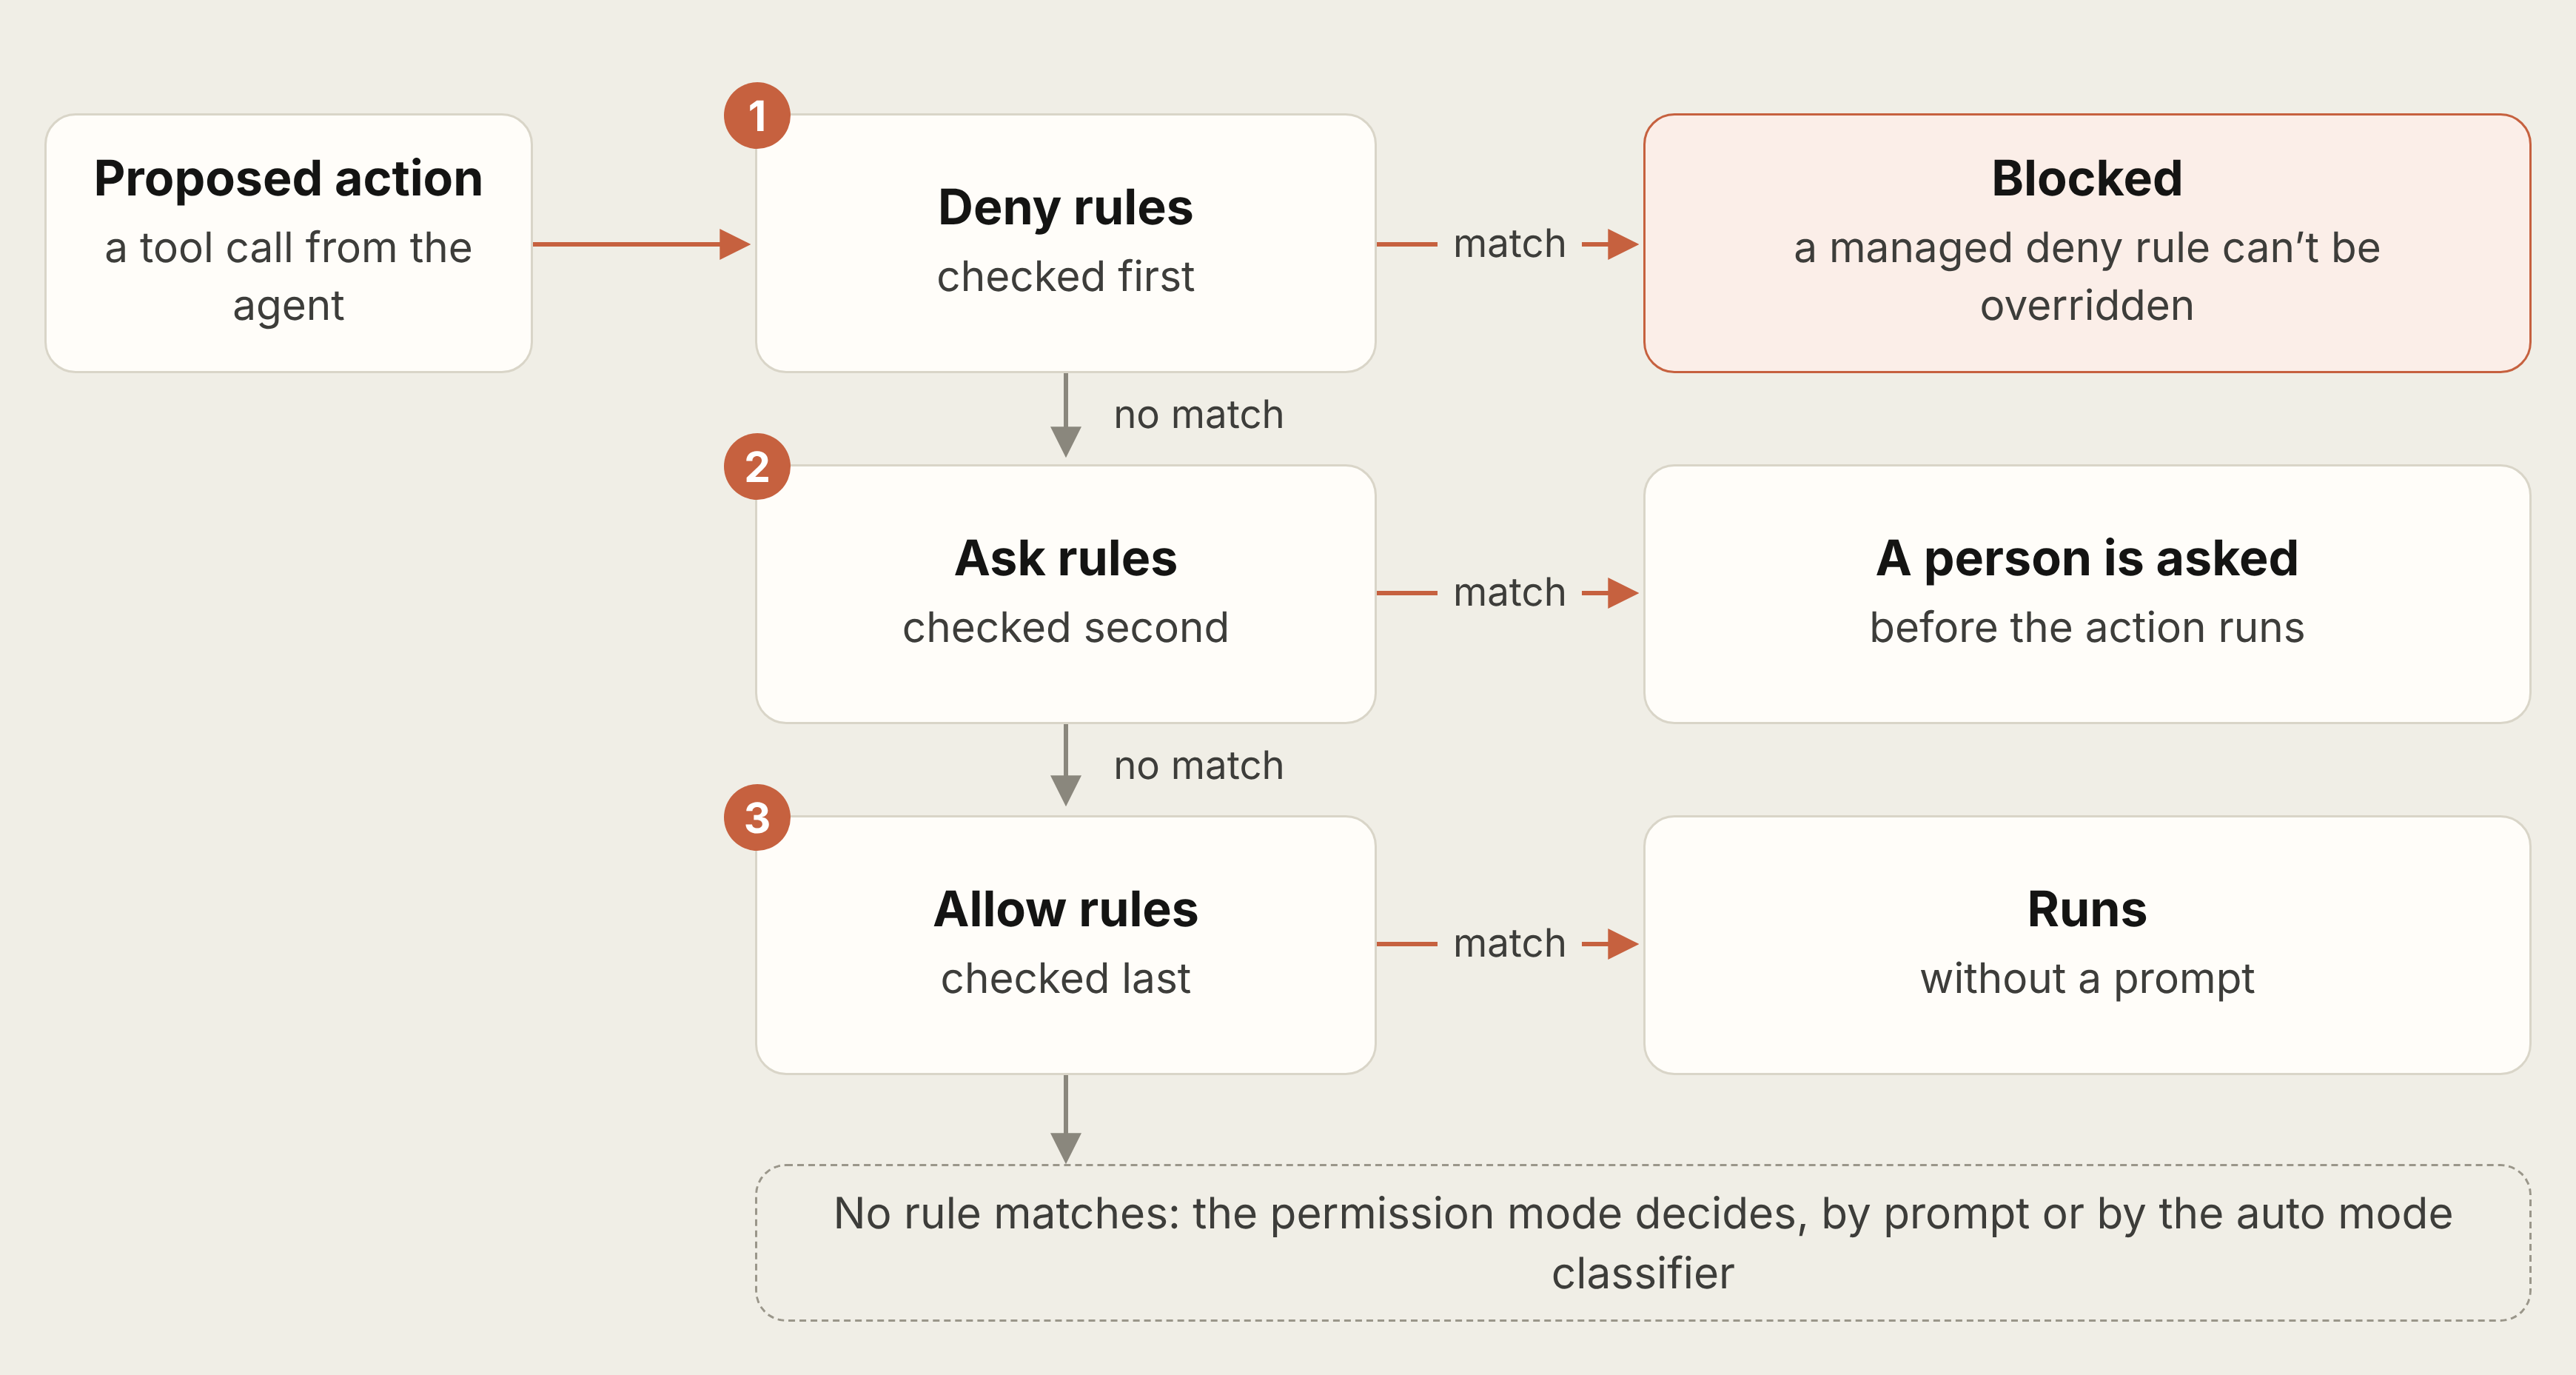 Proposed action
a tool call from the
agent
1
Deny rules
checked first
match
Blocked
a managed deny rule can’t be
overridden
no match
2
Ask rules
checked second
match
A person is asked
before the action runs
no match
3
Allow rules
checked last
match
Runs
without a prompt
No rule matches: the permission mode decides, by prompt or by the auto mode
classifier